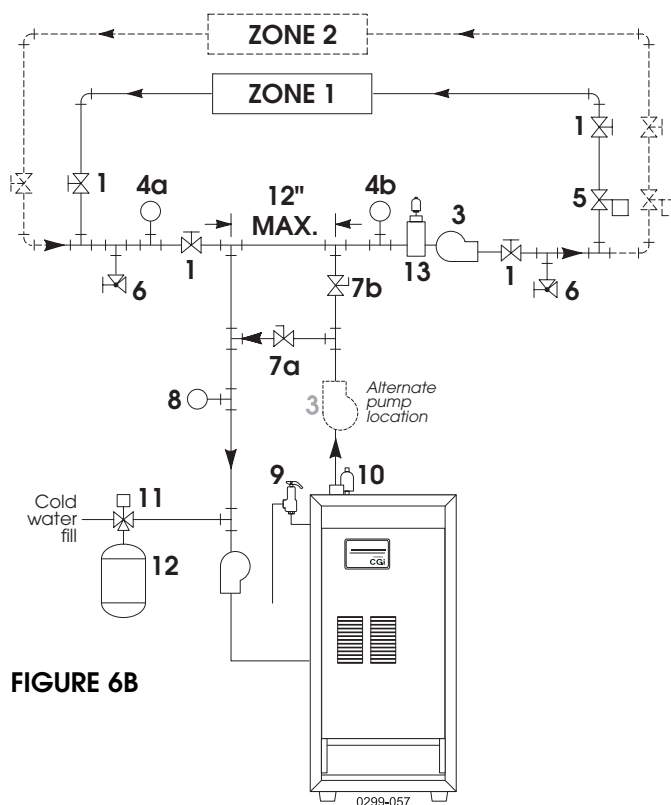 ZONE 2
ZONE 1
1
1
4a
12"
MAX.
4b
5
3
1
13
1
6
6
7b
7a
8
3
Alternate
pump
location
9
10
11
Cold
water
fill
12
CGi
FIGURE 6B
0299-057